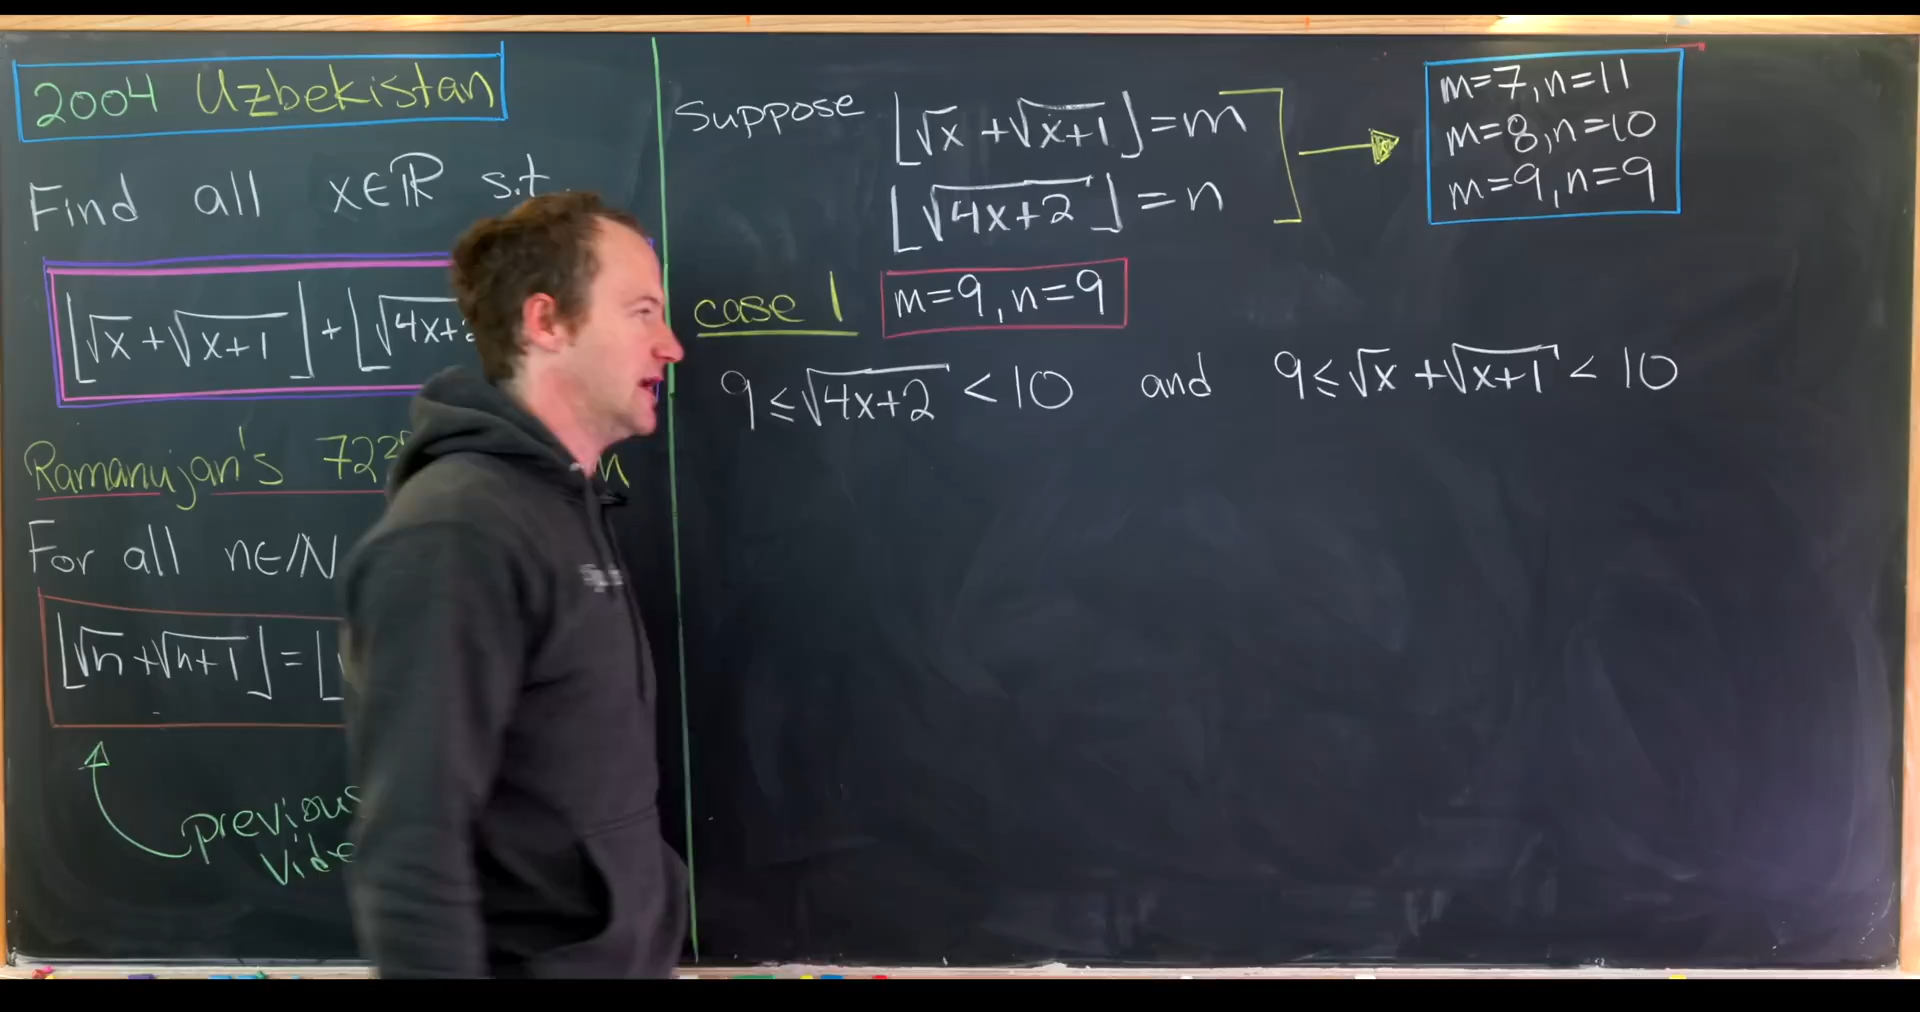 2004 Uzbekistan
Find all x∈ℝ s.t.
⌊√x + √(x+1)⌋ + ⌊√(4x+
Ramanujan's 722
For all n∈ℕ
⌊√n + √(n+1)⌋ = ⌊√
previous
vide
Suppose ⌊√x + √(x+1)⌋ = m
⌊√(4x+2)⌋ = n
m=7, n=11
m=8, n=10
m=9, n=9
case 1 m=9, n=9
9 ≤ √(4x+2) < 10 and 9 ≤ √x + √(x+1) < 10